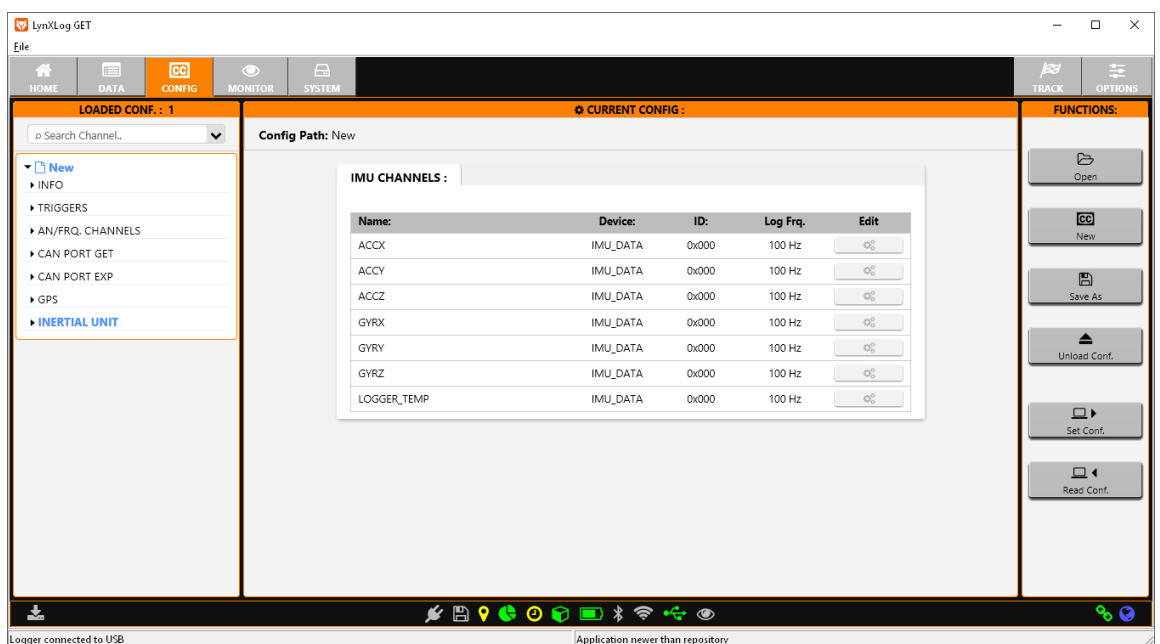 LynXLog GET
File
HOME DATA CONFIG MONITOR SYSTEM TRACK OPTIONS
LOADED CONF. : 1
Search Channel..
New
INFO
TRIGGERS
AN/FRQ. CHANNELS
CAN PORT GET
CAN PORT EXP
GPS
INERTIAL UNIT
CURRENT CONFIG :
Config Path: New
IMU CHANNELS :
Name: Device: ID: Log Frq. Edit
ACCX IMU_DATA 0x000 100 Hz
ACCY IMU_DATA 0x000 100 Hz
ACCZ IMU_DATA 0x000 100 Hz
GYRX IMU_DATA 0x000 100 Hz
GYRY IMU_DATA 0x000 100 Hz
GYRZ IMU_DATA 0x000 100 Hz
LOGGER_TEMP IMU_DATA 0x000 100 Hz
FUNCTIONS:
Open
CC
New
Save As
Unload Conf.
Set Conf.
Read Conf.
Logger connected to USB Application newer than repository